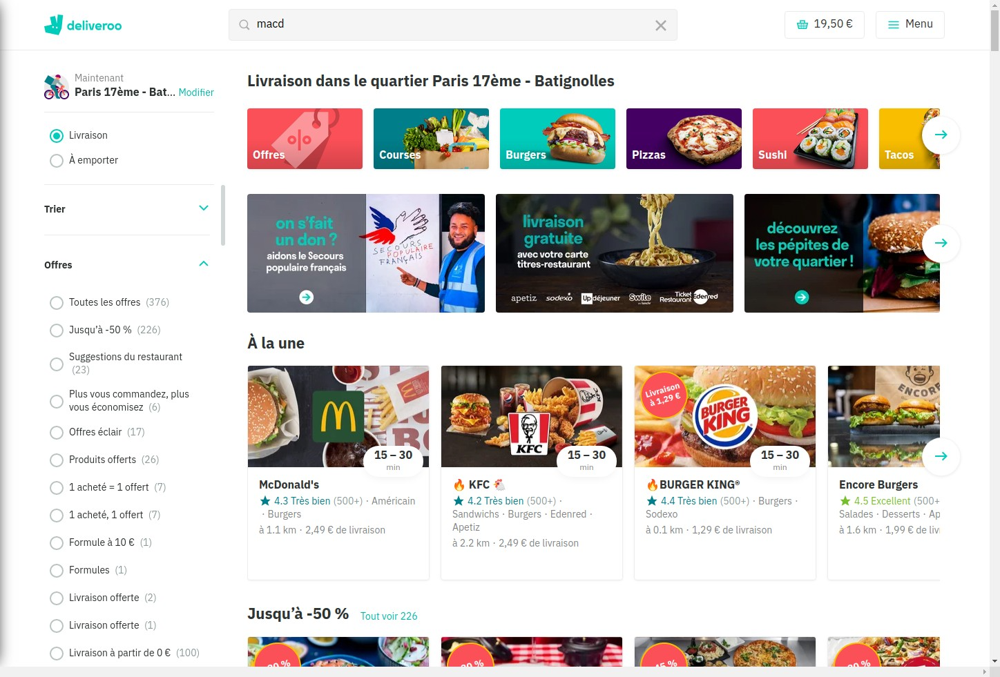 deliveroo
macd
19,50 €
Menu
Maintenant
Paris 17ème - Bat... Modifier
Livraison
À emporter
Trier
Offres
Toutes les offres (376)
Jusqu'à -50 % (226)
Suggestions du restaurant
(23)
Plus vous commandez, plus
vous économisez (6)
Offres éclair (17)
Produits offerts (26)
1 acheté = 1 offert (7)
1 acheté, 1 offert (7)
Formule à 10 € (1)
Formules (1)
Livraison offerte (2)
Livraison offerte (1)
Livraison à partir de 0 € (100)
Livraison dans le quartier Paris 17ème - Batignolles
Offres
Courses
Burgers
Pizzas
Sushi
Tacos
on s'fait
un don ?
aidons le Secours
populaire français
SECOURS
POPULAIRE
FRANÇAIS
livraison
gratuite
avec votre carte
titres-restaurant
apetiz sodexo Up déjeuner Swile Ticket Restaurant Edenred
découvrez
les pépites de
votre quartier !
À la une
15 – 30
min
McDonald's
4.3 Très bien (500+) · Américain
· Burgers
à 1.1 km · 2,49 € de livraison
KFC
15 – 30
min
🔥 KFC 🐔
4.2 Très bien (500+) ·
Sandwichs · Burgers · Edenred ·
Apetiz
à 2.2 km · 2,49 € de livraison
Livraison
à 1,29 €
BURGER
KING
15 – 30
min
🔥BURGER KING®
4.4 Très bien (500+) · Burgers ·
Sodexo
à 0.1 km · 1,29 € de livraison
ENCORE
Encore Burgers
4.5 Excellent (500+
Salades · Desserts · Ap
à 1.6 km · 1,99 € de livr
Jusqu'à -50 % Tout voir 226